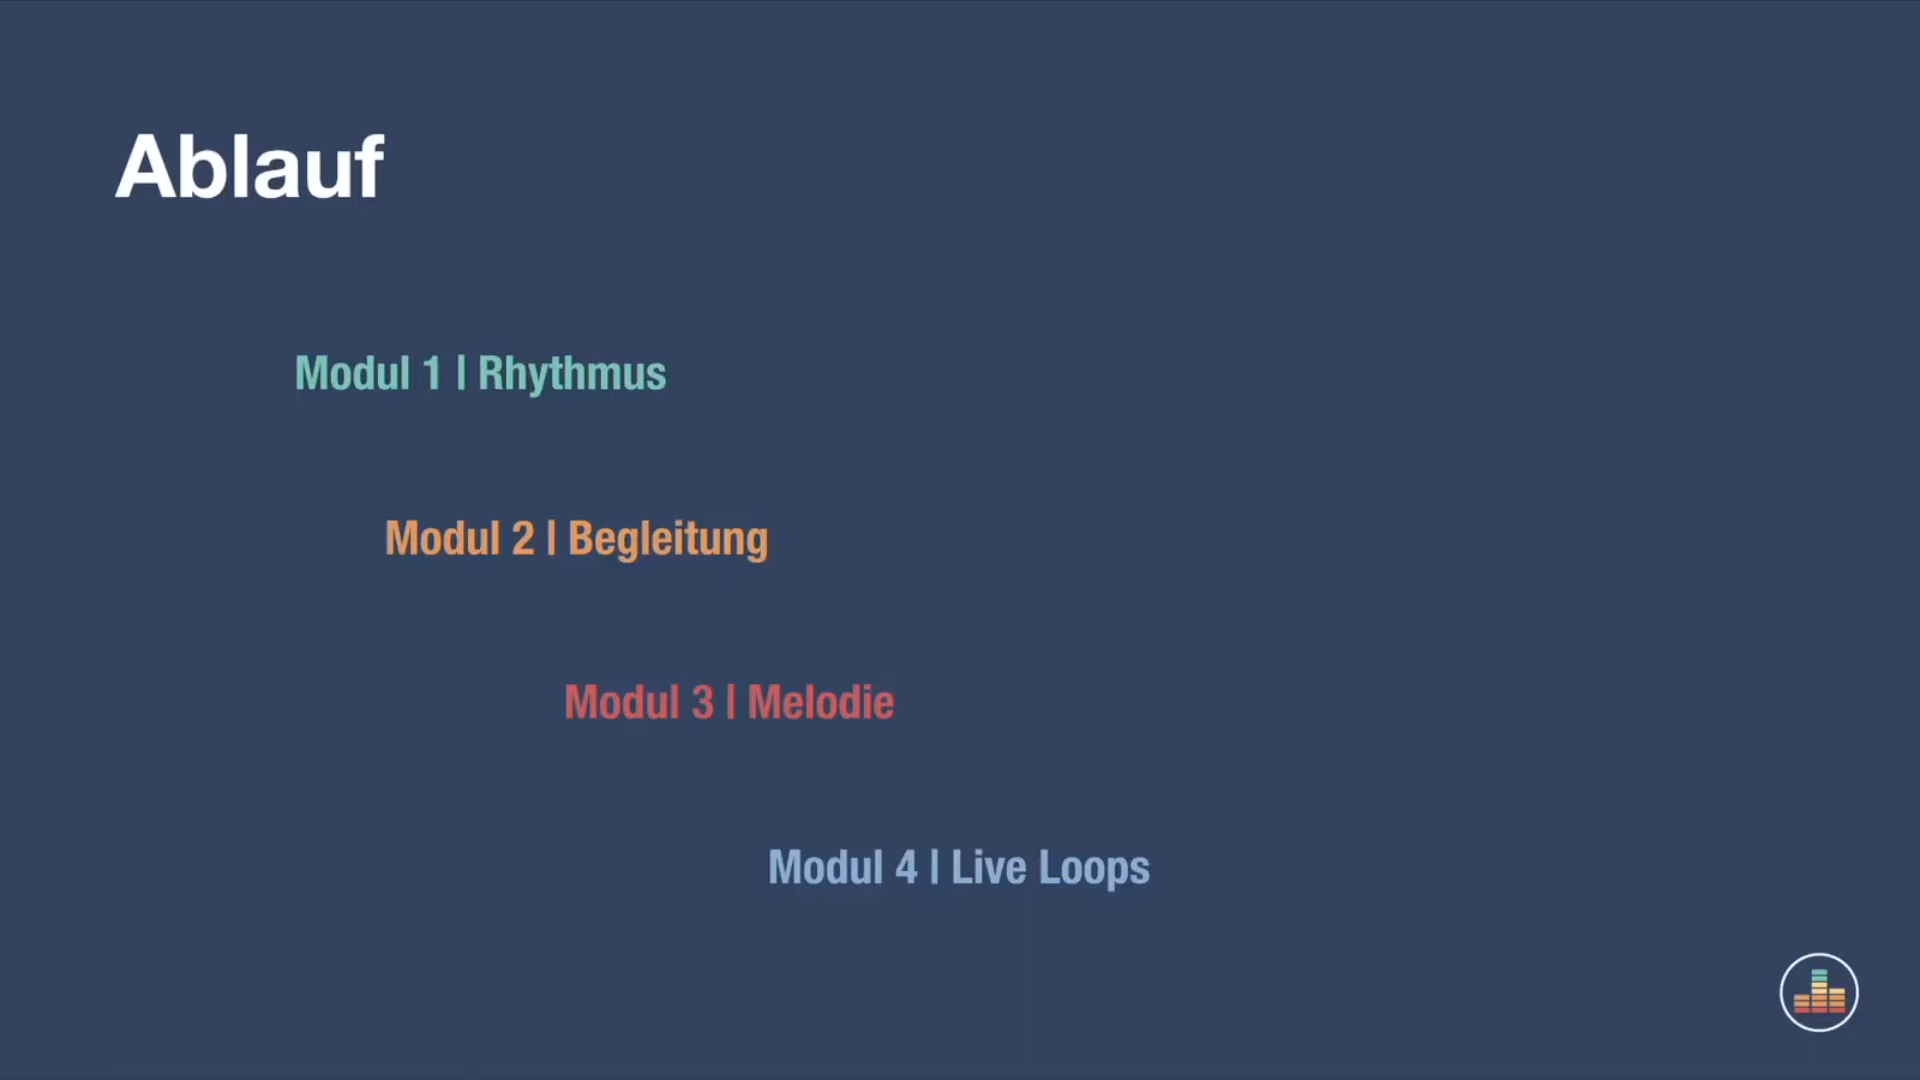 Ablauf
Modul 1 | Rhythmus
Modul 2 | Begleitung
Modul 3 | Melodie
Modul 4 | Live Loops